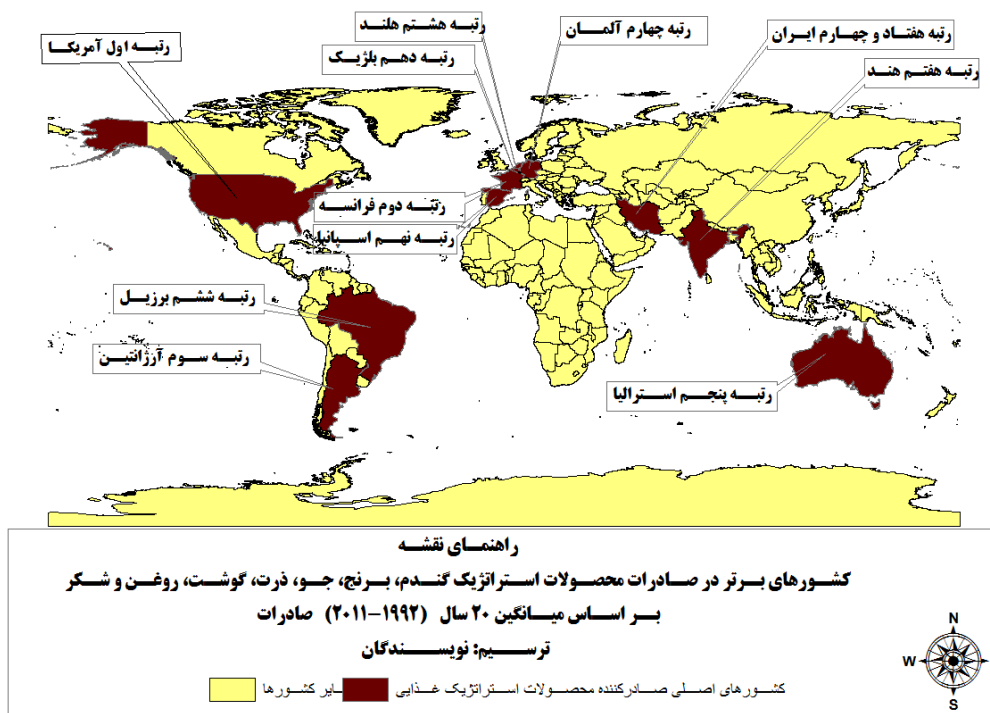 رتبه هشتم هلند
رتبه چهارم آلمان
رتبه هفتاد و چهارم ایران
رتبه اول آمریکا
رتبه دهم بلژیک
رتبه هفتم هند
رتبه دوم فرانسه
رتبه نهم اسپانیا
رتبه ششم برزیل
رتبه سوم آرژانتین
رتبه پنجم استرالیا
راهنمای نقشه
کشورهای برتر در صادرات محصولات استراتژیک گندم، برنج، جو، ذرت، گوشت، روغن و شکر
بر اساس میانگین ۲۰ سال (۱۹۹۲-۲۰۱۱) صادرات
ترسیم: نویسندگان
کشورهای اصلی صادرکننده محصولات استراتژیک غذایی
ایر کشورها
N
W
E
S